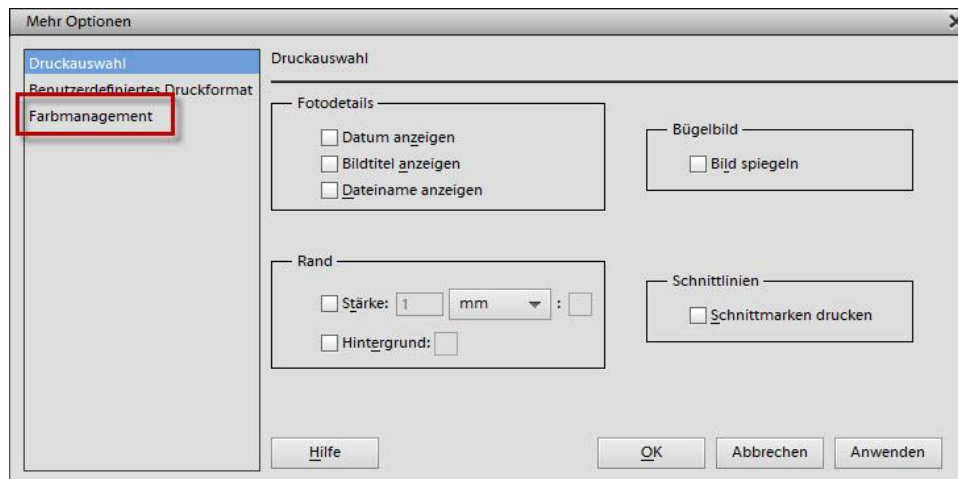 Mehr Optionen
Druckauswahl
Benutzerdefiniertes Druckformat
Farbmanagement
Druckauswahl
Fotodetails
Datum anzeigen
Bildtitel anzeigen
Dateiname anzeigen
Bügelbild
Bild spiegeln
Rand
Stärke: 1 mm :
Hintergrund:
Schnittlinien
Schnittmarken drucken
Hilfe
OK
Abbrechen
Anwenden